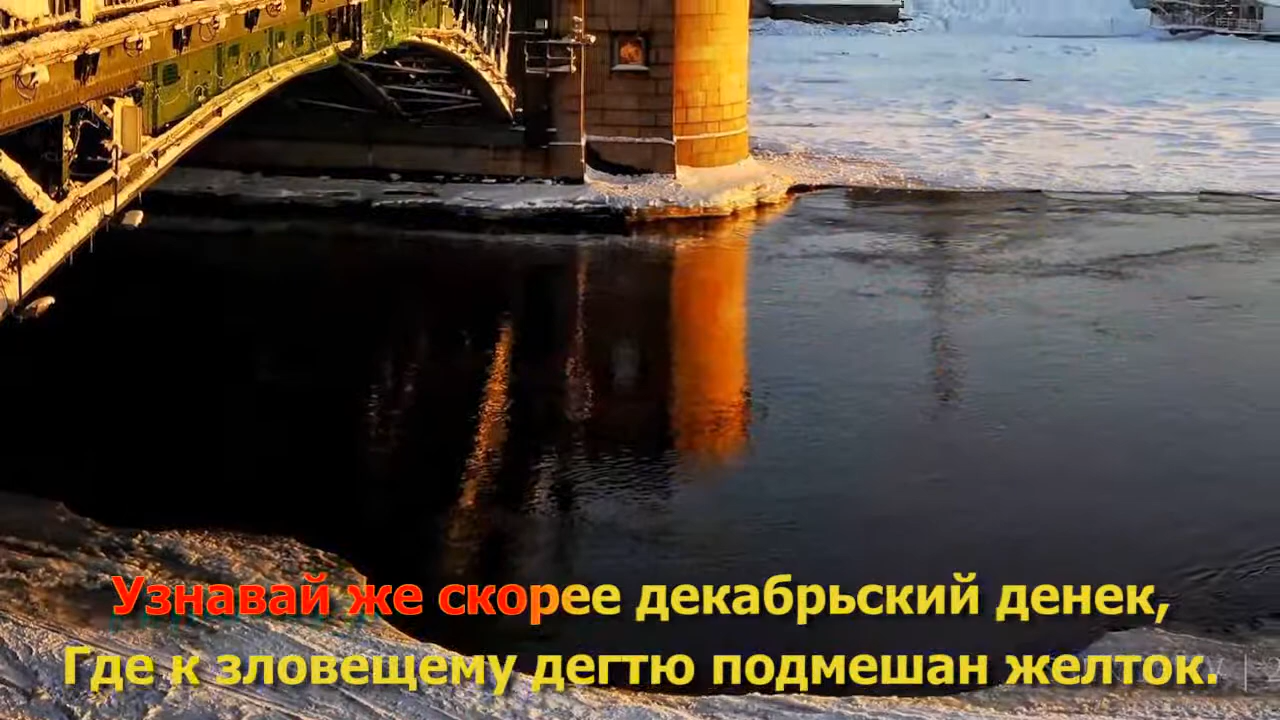 Узнавай же скорее декабрьский денек,
Где к зловещему дегтю подмешан желток.